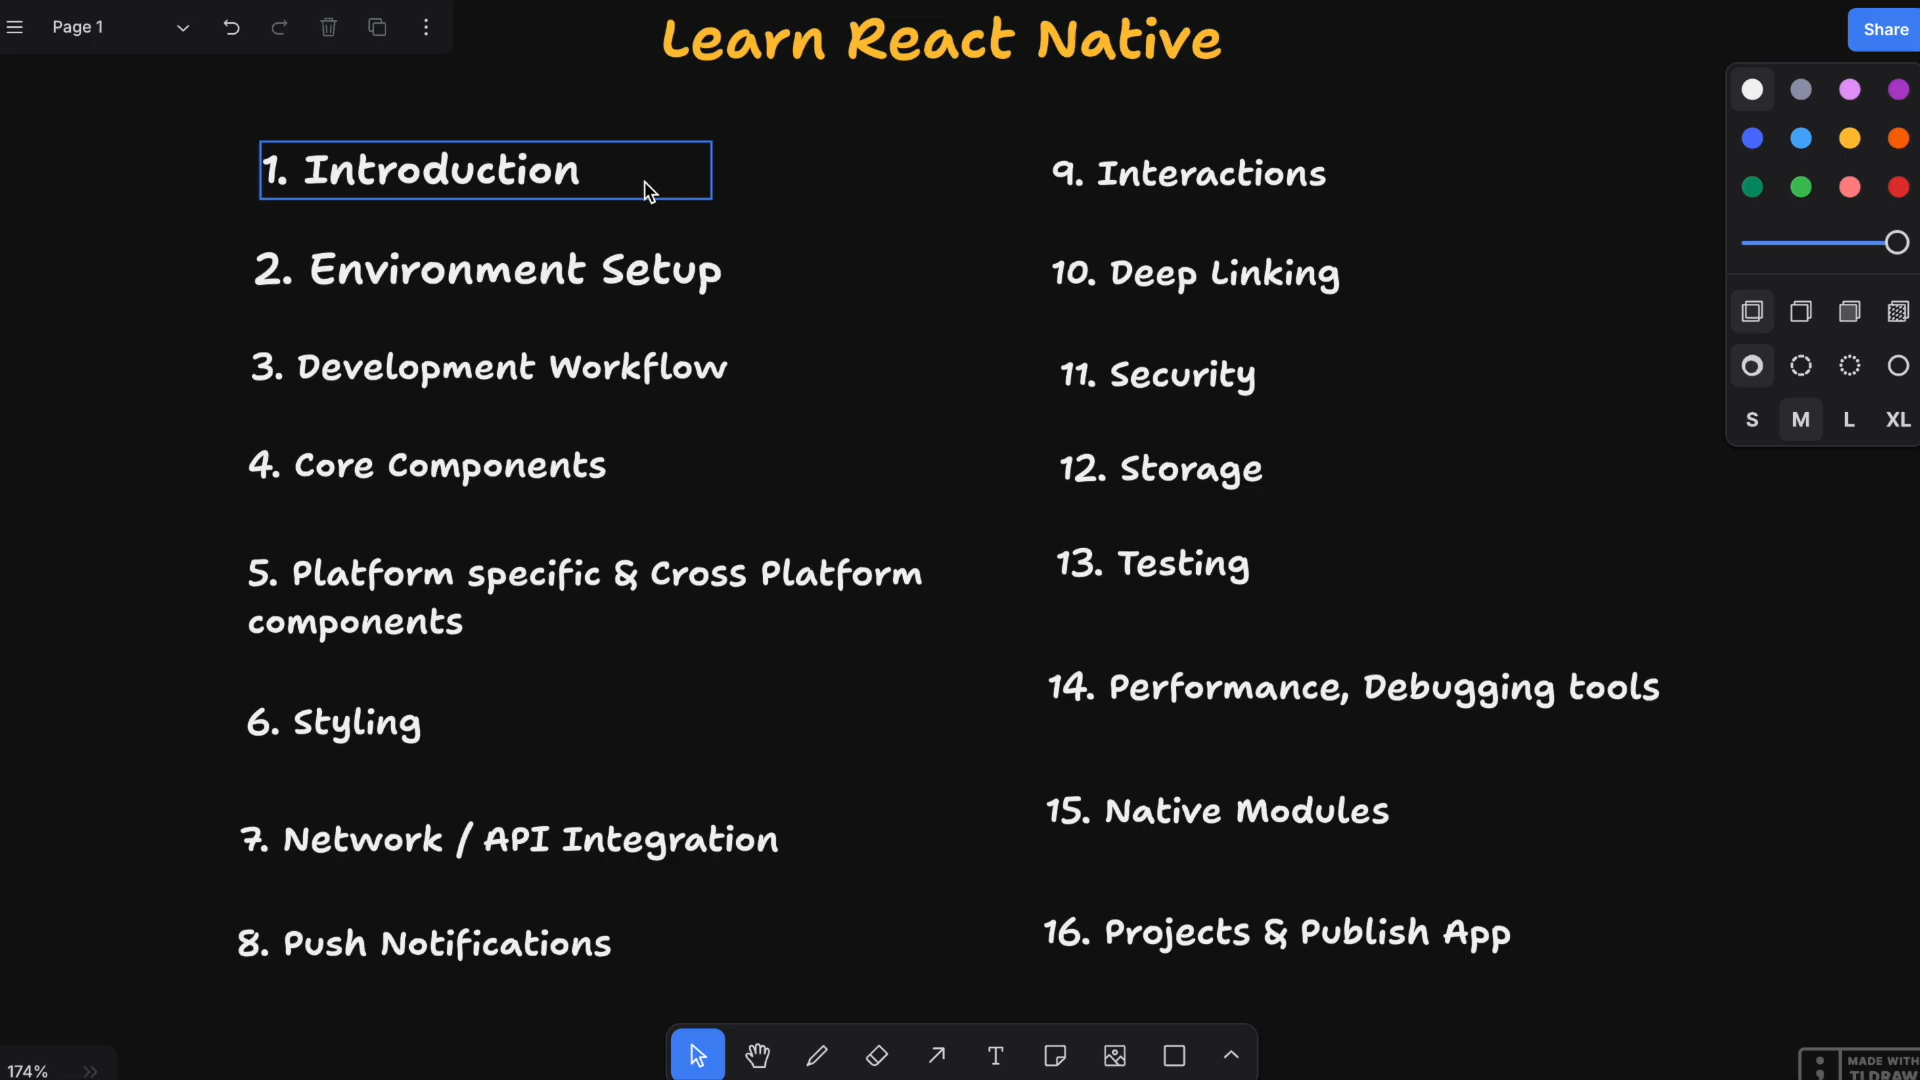 Page 1
Learn React Native
Share
1. Introduction
2. Environment Setup
3. Development Workflow
4. Core Components
5. Platform specific & Cross Platform
components
6. Styling
7. Network / API Integration
8. Push Notifications
9. Interactions
10. Deep Linking
11. Security
12. Storage
13. Testing
14. Performance, Debugging tools
15. Native Modules
16. Projects & Publish App
S M L XL
174%
T
MADE WITH
TLDRAW